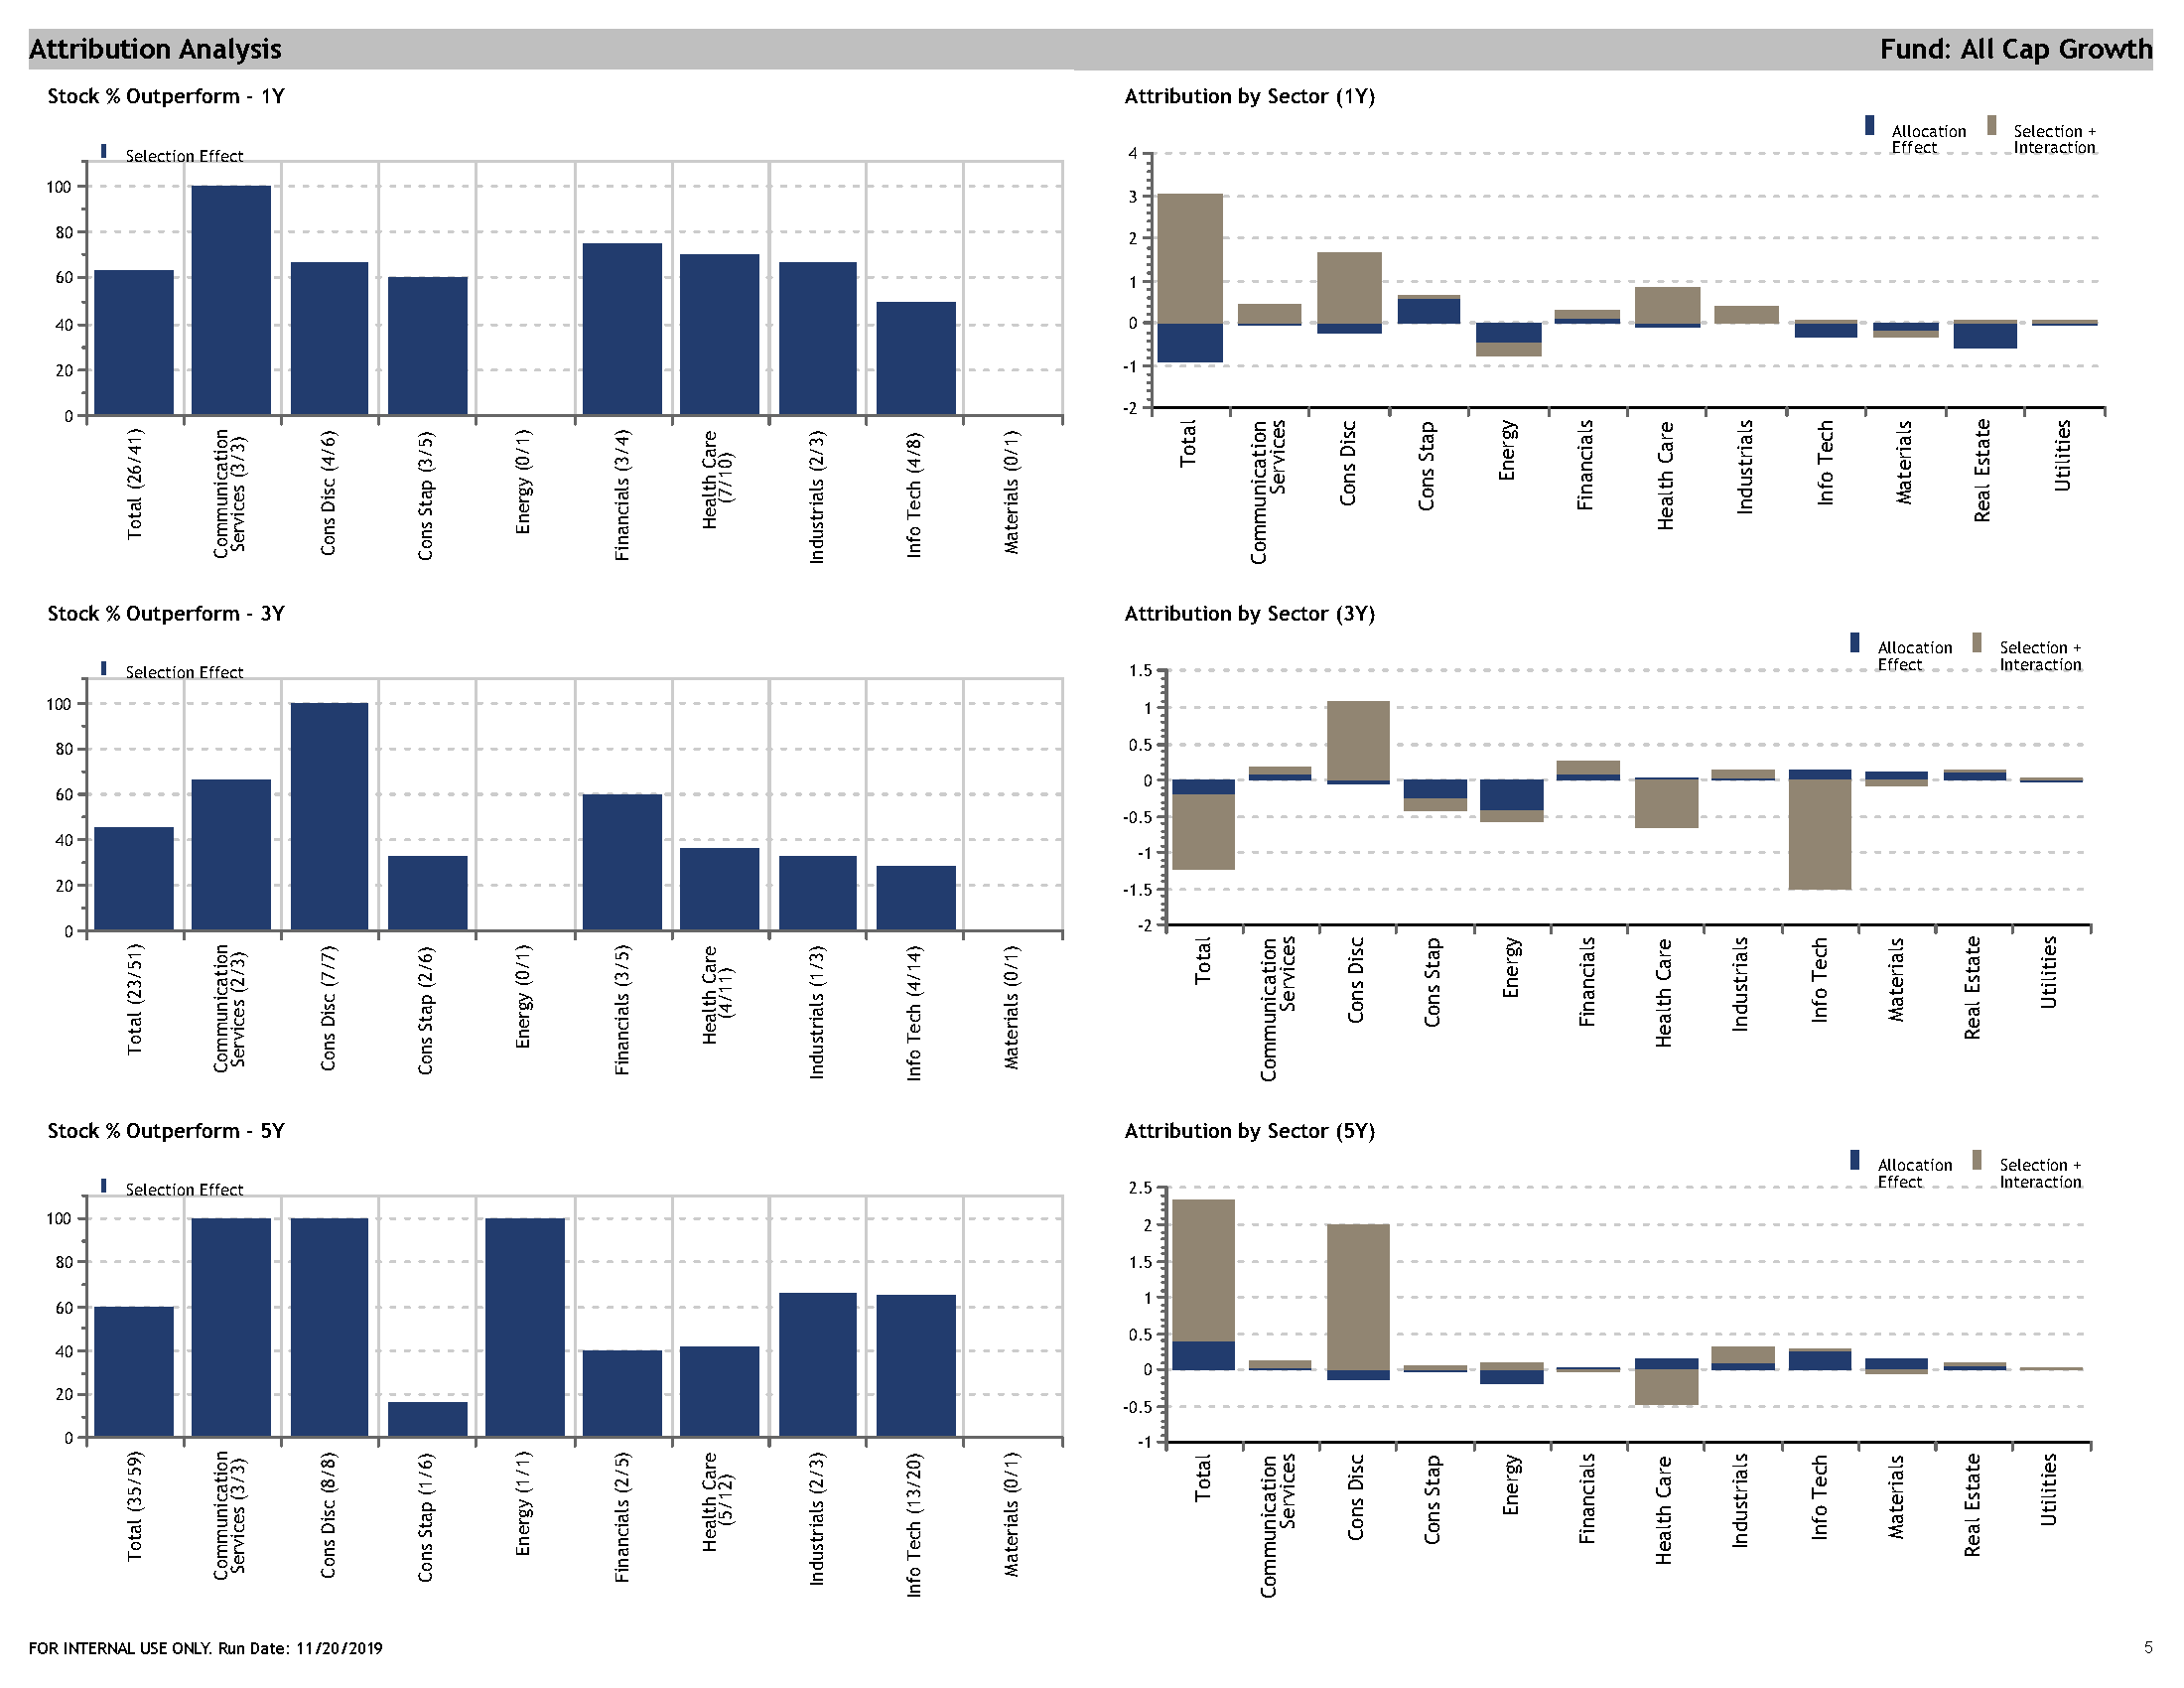 Attribution Analysis
Fund: All Cap Growth
Stock % Outperform - 1Y
Selection Effect
100
80
60
40
20
0
Total (26/41)
Communication
Services (3/3)
Cons Disc (4/6)
Cons Stap (3/5)
Energy (0/1)
Financials (3/4)
Health Care
(7/10)
Industrials (2/3)
Info Tech (4/8)
Materials (0/1)
Attribution by Sector (1Y)
Allocation
Effect
Selection +
Interaction
4
3
2
1
0
-1
-2
Total
Communication
Services
Cons Disc
Cons Stap
Energy
Financials
Health Care
Industrials
Info Tech
Materials
Real Estate
Utilities
Stock % Outperform - 3Y
Selection Effect
100
80
60
40
20
0
Total (23/51)
Communication
Services (2/3)
Cons Disc (7/7)
Cons Stap (2/6)
Energy (0/1)
Financials (3/5)
Health Care
(4/11)
Industrials (1/3)
Info Tech (4/14)
Materials (0/1)
Attribution by Sector (3Y)
Allocation
Effect
Selection +
Interaction
1.5
1
0.5
0
-0.5
-1
-1.5
-2
Total
Communication
Services
Cons Disc
Cons Stap
Energy
Financials
Health Care
Industrials
Info Tech
Materials
Real Estate
Utilities
Stock % Outperform - 5Y
Selection Effect
100
80
60
40
20
0
Total (35/59)
Communication
Services (3/3)
Cons Disc (8/8)
Cons Stap (1/6)
Energy (1/1)
Financials (2/5)
Health Care
(5/12)
Industrials (2/3)
Info Tech (13/20)
Materials (0/1)
Attribution by Sector (5Y)
Allocation
Effect
Selection +
Interaction
2.5
2
1.5
1
0.5
0
-0.5
-1
Total
Communication
Services
Cons Disc
Cons Stap
Energy
Financials
Health Care
Industrials
Info Tech
Materials
Real Estate
Utilities
FOR INTERNAL USE ONLY. Run Date: 11/20/2019
5